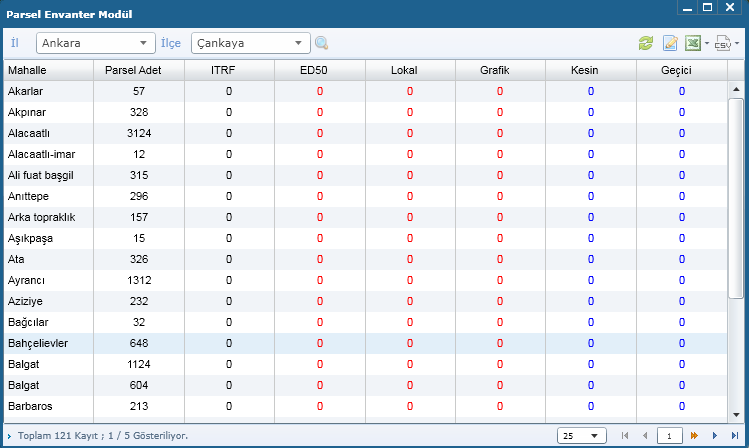 Parsel Envanter Modül
İl Ankara İlçe Çankaya CSV
Mahalle Parsel Adet ITRF ED50 Lokal Grafik Kesin Geçici
Akarlar 57 0 0 0 0 0 0
Akpınar 328 0 0 0 0 0 0
Alacaatlı 3124 0 0 0 0 0 0
Alacaatlı-imar 12 0 0 0 0 0 0
Ali fuat başgil 315 0 0 0 0 0 0
Anıttepe 296 0 0 0 0 0 0
Arka topraklık 157 0 0 0 0 0 0
Aşıkpaşa 15 0 0 0 0 0 0
Ata 326 0 0 0 0 0 0
Ayrancı 1312 0 0 0 0 0 0
Aziziye 232 0 0 0 0 0 0
Bağcılar 32 0 0 0 0 0 0
Bahçelievler 648 0 0 0 0 0 0
Balgat 1124 0 0 0 0 0 0
Balgat 604 0 0 0 0 0 0
Barbaros 213 0 0 0 0 0 0
Toplam 121 Kayıt ; 1 / 5 Gösteriliyor. 25 1